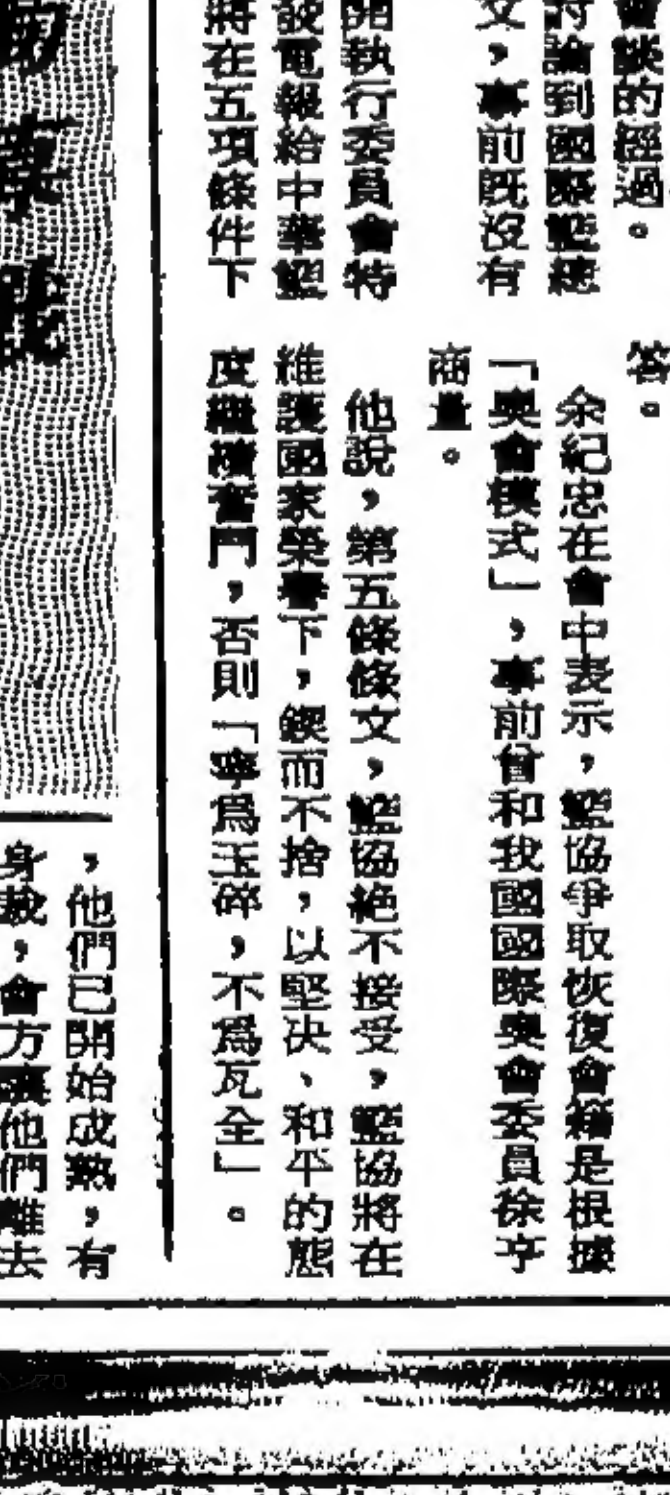 會談的經過。
討論到國際籃總
文，事前既沒有
開執行委員會特
設電報給中華籃
將在五項條件下
答。
余紀忠在會中表示，籃協爭取恢復會籍是根據
「奧會模式」，事前曾和我國國際奧會委員徐亨
商量。
他說，第五條條文，籃協絕不接受，籃協將在
維護國家榮譽下，鍥而不捨，以堅決、和平的態
度繼續奮鬥，否則「寧為玉碎，不為瓦全」。
，他們已開始成熟，有
身裁，會方讓他們離去